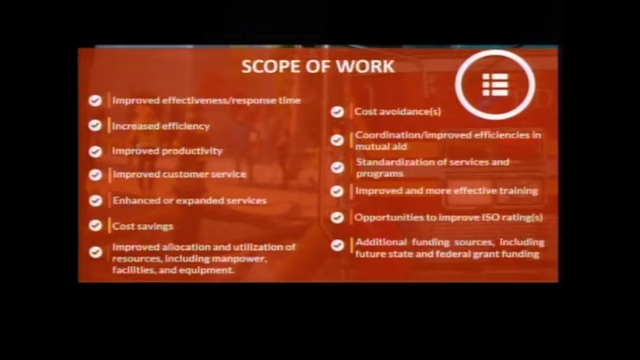 SCOPE OF WORK
Improved effectiveness/response time
Increased efficiency
Improved productivity
Improved customer service
Enhanced or expanded services
Cost savings
Improved allocation and utilization of
resources, including manpower,
facilities, and equipment.
Cost avoidance(s)
Coordination/improved efficiencies in
mutual aid
Standardization of services and
programs
Improved and more effective training
Opportunities to improve ISO rating(s)
Additional funding sources, including
future state and federal grant funding